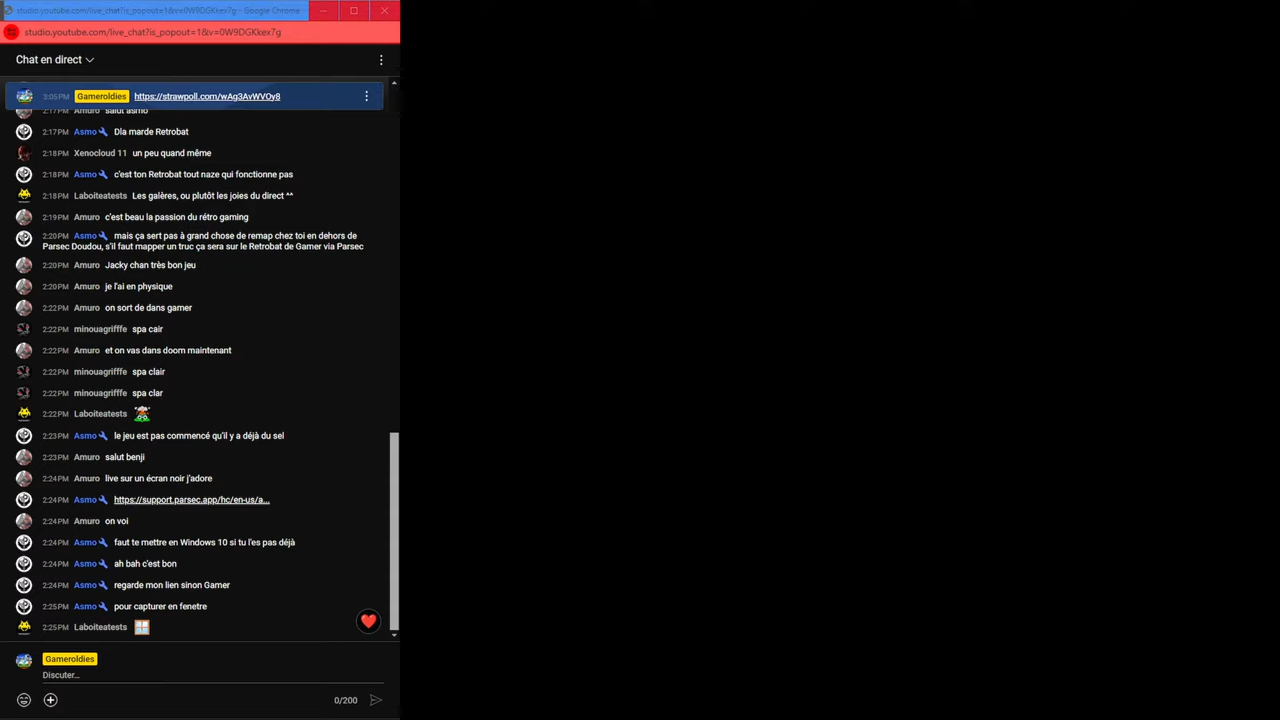 studio.youtube.com/live_chat?is_popout=1&v=0W9DGKkex7g - Google Chrome
studio.youtube.com/live_chat?is_popout=1&v=0W9DGKkex7g
Chat en direct
3:05PM Gameroldies https://strawpoll.com/wAg3AvWVOy8
2:17PM Amuro salut asmo
2:17PM Asmo Dla marde Retrobat
2:18PM Xenocloud 11 un peu quand même
2:18PM Asmo c'est ton Retrobat tout naze qui fonctionne pas
2:18PM Laboiteatests Les galères, ou plutôt les joies du direct ^^
2:19PM Amuro c'est beau la passion du rétro gaming
2:20PM Asmo mais ça sert pas à grand chose de remap chez toi en dehors de
Parsec Doudou, s'il faut mapper un truc ça sera sur le Retrobat de Gamer via Parsec
2:20PM Amuro Jacky chan très bon jeu
2:20PM Amuro je l'ai en physique
2:22PM Amuro on sort de dans gamer
2:22PM minouagrifffe spa cair
2:22PM Amuro et on vas dans doom maintenant
2:22PM minouagrifffe spa clair
2:22PM minouagrifffe spa clar
2:22PM Laboiteatests
2:23PM Asmo le jeu est pas commencé qu'il y a déjà du sel
2:23PM Amuro salut benji
2:24PM Amuro live sur un écran noir j'adore
2:24PM Asmo https://support.parsec.app/hc/en-us/a...
2:24PM Amuro on voi
2:24PM Asmo faut te mettre en Windows 10 si tu l'es pas déjà
2:24PM Asmo ah bah c'est bon
2:24PM Asmo regarde mon lien sinon Gamer
2:25PM Asmo pour capturer en fenetre
2:25PM Laboiteatests
Gameroldies
Discuter...
0/200